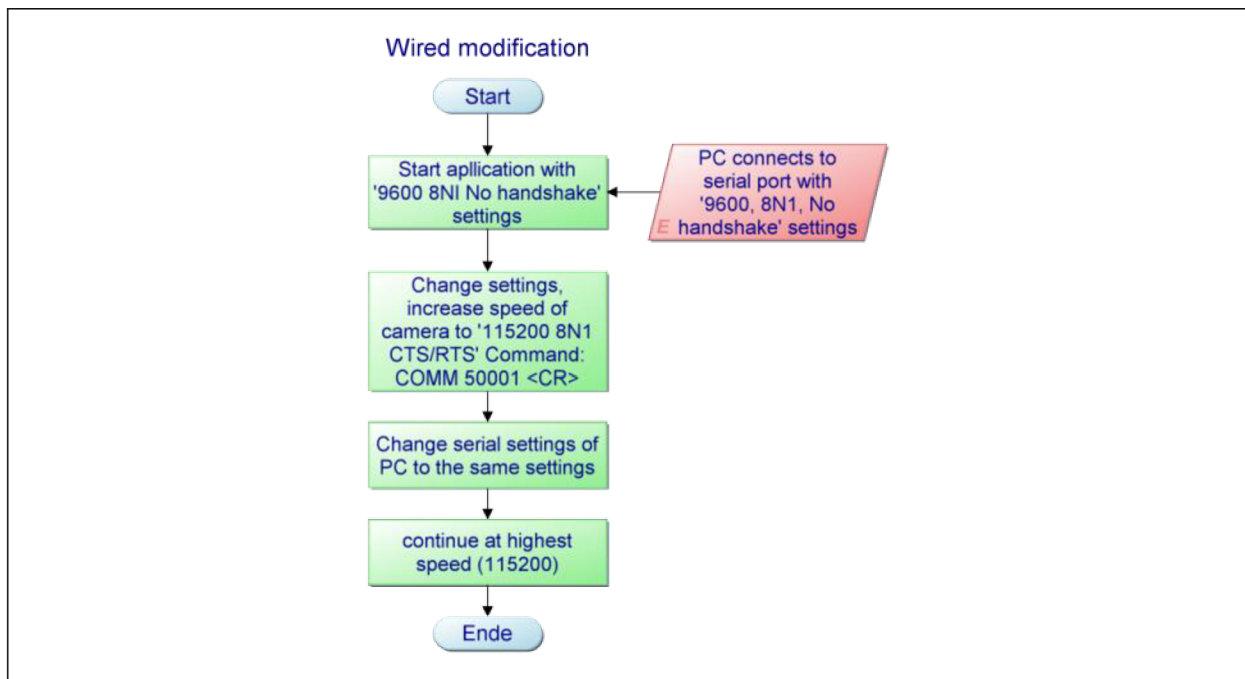 Wired modification
Start
Start apllication with
'9600 8NI No handshake'
settings
PC connects to
serial port with
'9600, 8N1, No
E handshake' settings
Change settings,
increase speed of
camera to '115200 8N1
CTS/RTS' Command:
COMM 50001 <CR>
Change serial settings of
PC to the same settings
continue at highest
speed (115200)
Ende